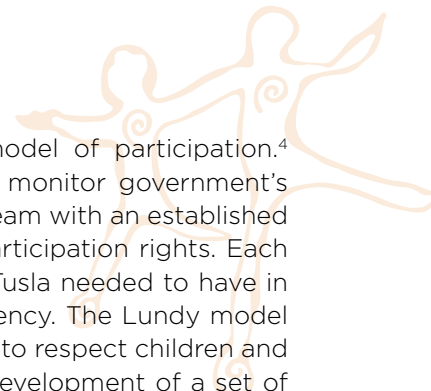 model of participation.⁴
monitor government's
eam with an established
articipation rights. Each
Tusla needed to have in
ency. The Lundy model
to respect children and
evelopment of a set of